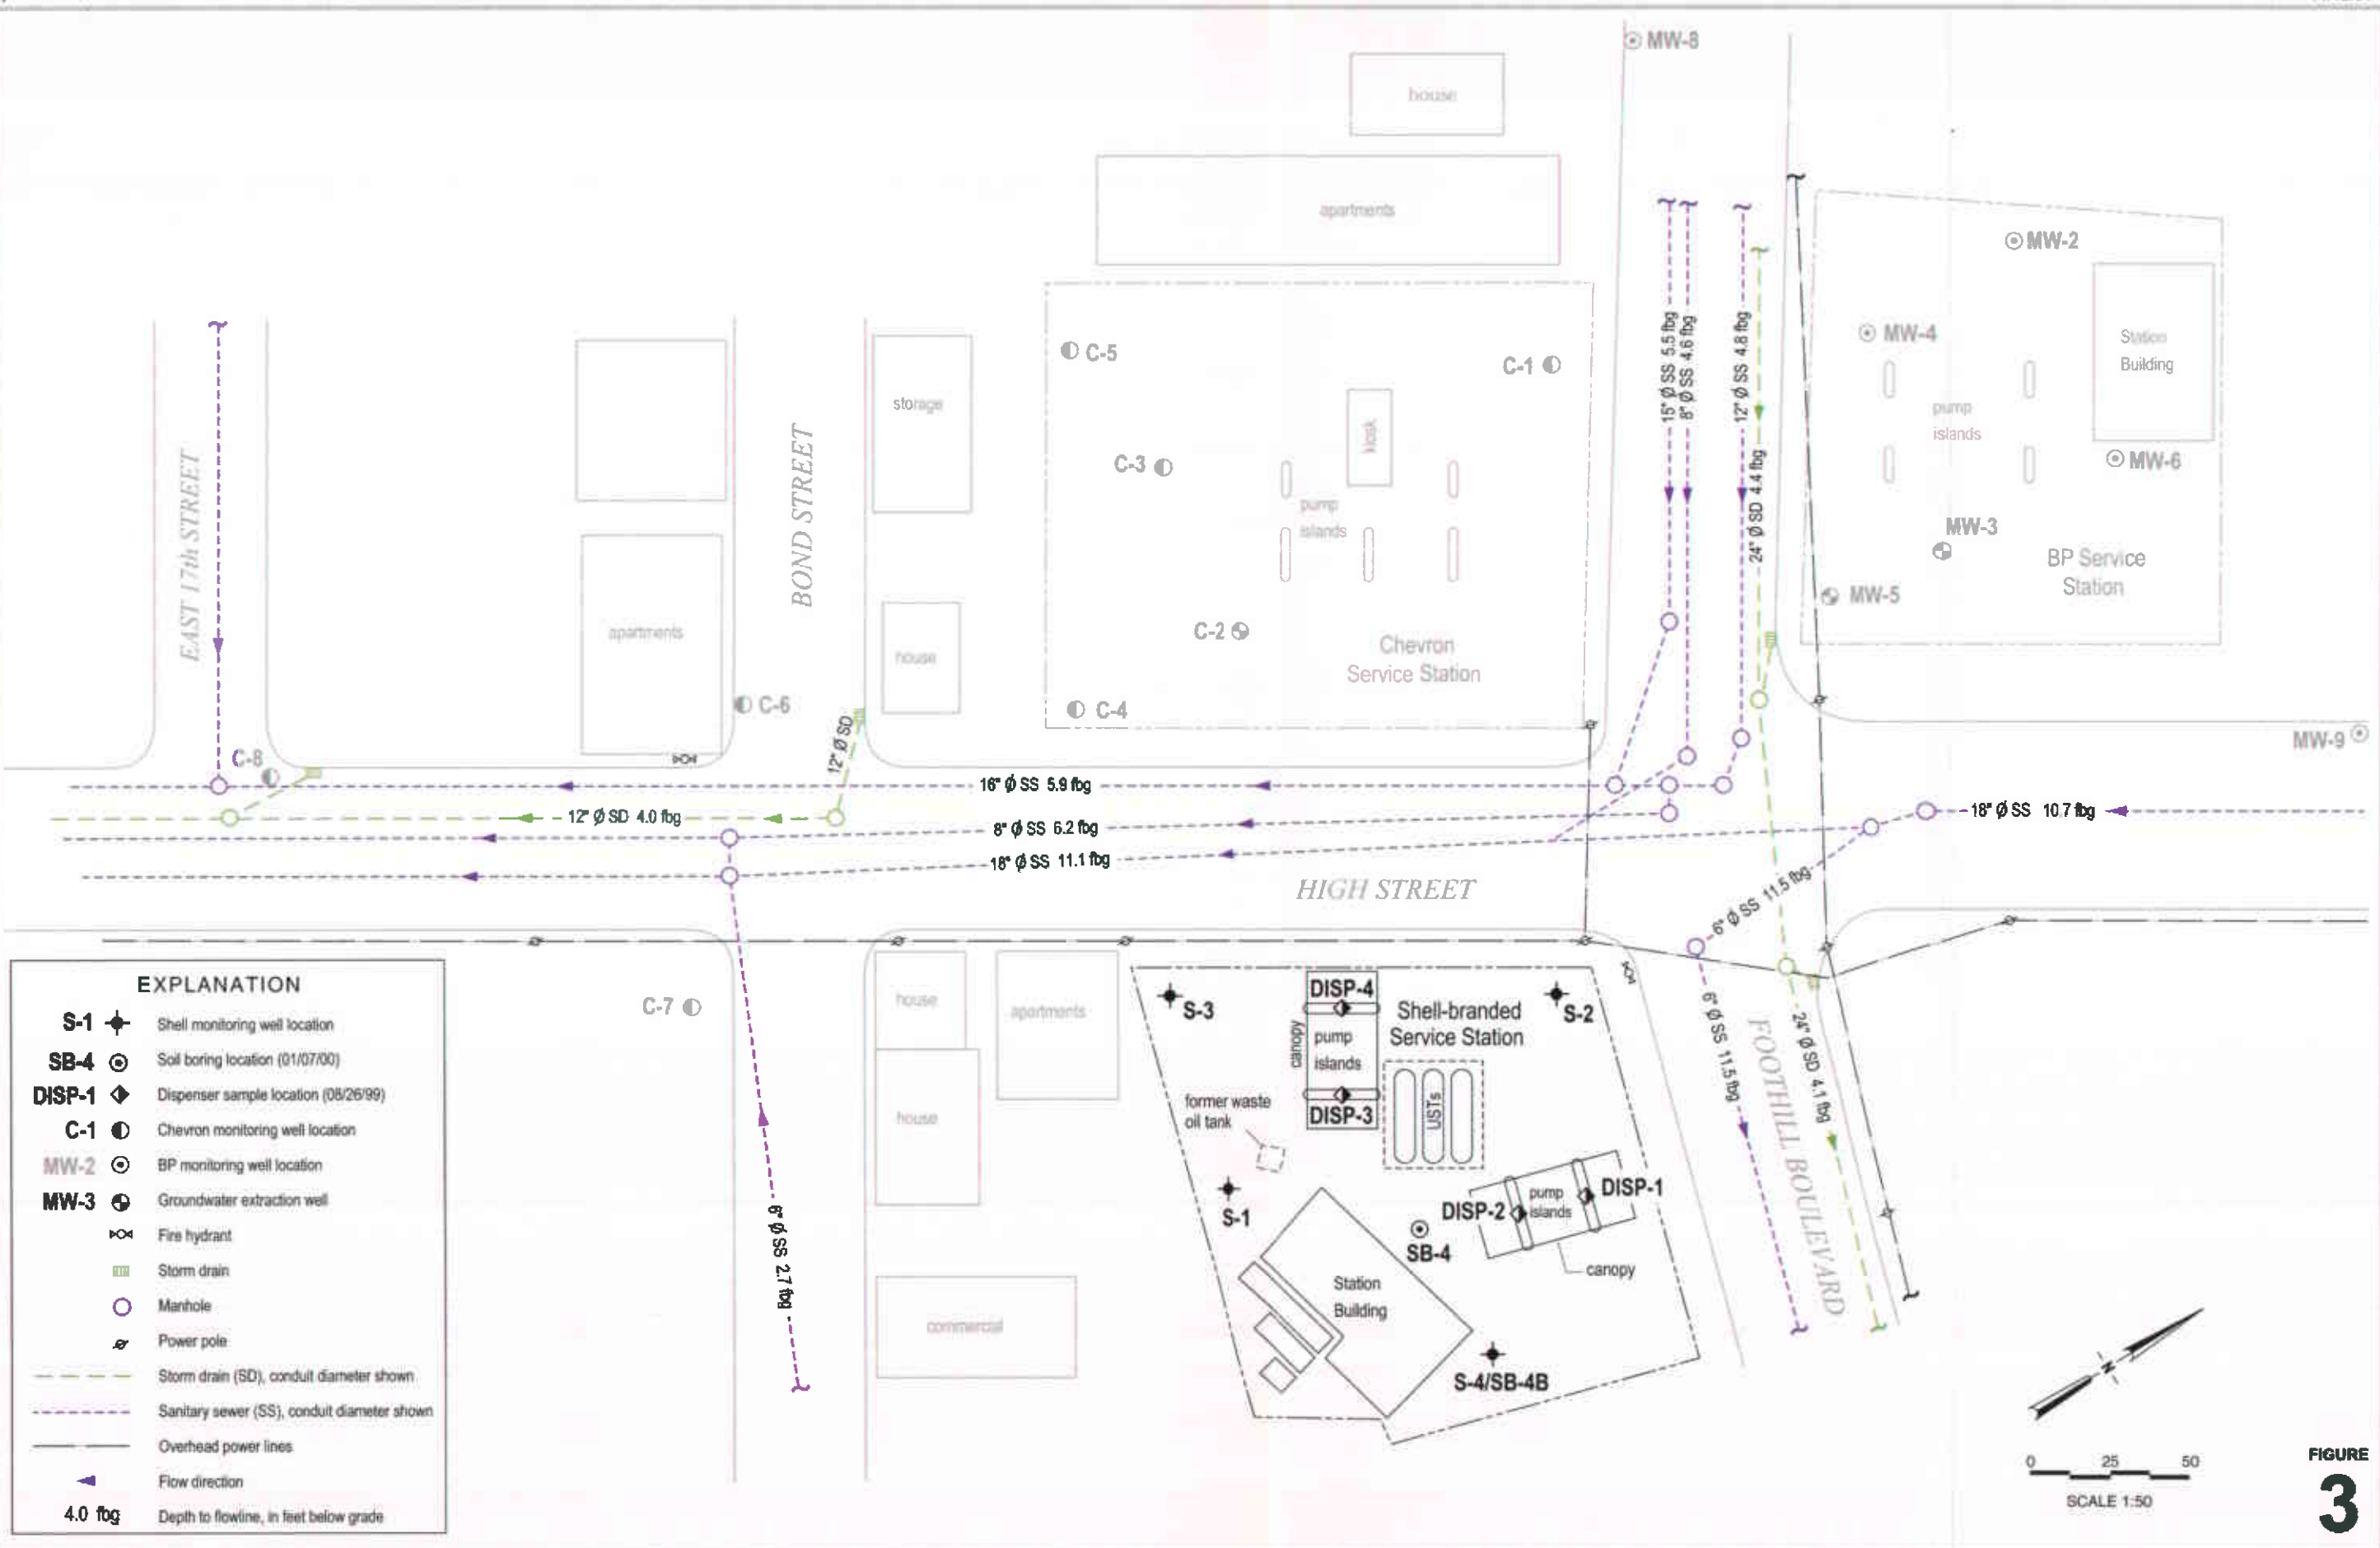 MW-8
house
apartments
MW-2
MW-4
Station
Building
pump
islands
MW-6
MW-3
BP Service
Station
MW-5
MW-9
15" Ø SS 5.5 fbg
8" Ø SS 4.6 fbg
12" Ø SS 4.8 fbg
24" Ø SD 4.4 fbg
C-5
C-1
kiosk
C-3
pump
islands
C-2
Chevron
Service Station
C-4
storage
house
BOND STREET
EAST 17th STREET
apartments
C-6
C-8
12" Ø SD
16" Ø SS 5.9 fbg
12" Ø SD 4.0 fbg
8" Ø SS 6.2 fbg
18" Ø SS 11.1 fbg
18" Ø SS 10.7 fbg
HIGH STREET
6" Ø SS 11.5 fbg
6" Ø SS 11.5 fbg
24" Ø SD 4.1 fbg
FOOTHILL BOULEVARD
C-7
house
apartments
house
commercial
6" Ø SS 2.7 fbg
S-3
DISP-4
canopy
pump
islands
DISP-3
Shell-branded
Service Station
S-2
USTs
former waste
oil tank
S-1
DISP-2
pump
islands
DISP-1
SB-4
canopy
Station
Building
S-4/SB-4B
EXPLANATION
S-1 Shell monitoring well location
SB-4 Soil boring location (01/07/00)
DISP-1 Dispenser sample location (08/26/99)
C-1 Chevron monitoring well location
MW-2 BP monitoring well location
MW-3 Groundwater extraction well
Fire hydrant
Storm drain
Manhole
Power pole
Storm drain (SD), conduit diameter shown
Sanitary sewer (SS), conduit diameter shown
Overhead power lines
Flow direction
4.0 fbg Depth to flowline, in feet below grade
N
0 25 50
SCALE 1:50
FIGURE
3